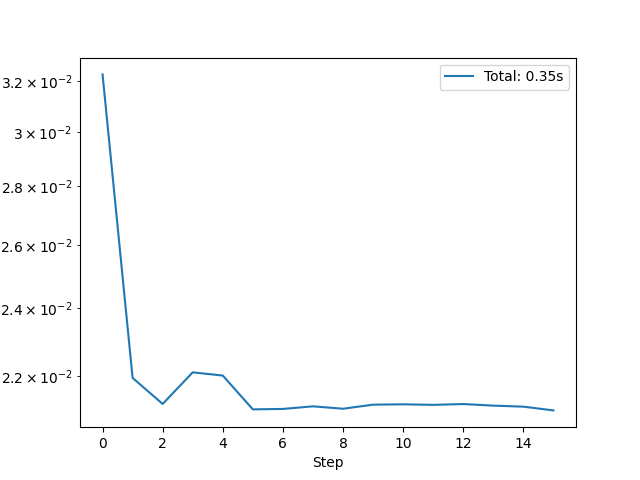 Total: 0.35s
3.2 × 10⁻²
3 × 10⁻²
2.8 × 10⁻²
2.6 × 10⁻²
2.4 × 10⁻²
2.2 × 10⁻²
0 2 4 6 8 10 12 14
Step